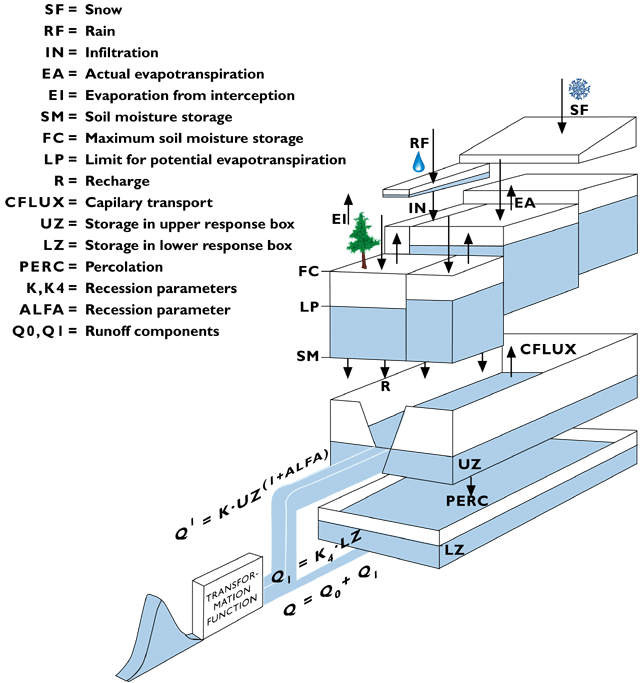 SF = Snow
RF = Rain
IN = Infiltration
EA = Actual evapotranspiration
EI = Evaporation from interception
SM = Soil moisture storage
FC = Maximum soil moisture storage
LP = Limit for potential evapotranspiration
R = Recharge
CFLUX = Capilary transport
UZ = Storage in upper response box
LZ = Storage in lower response box
PERC = Percolation
K,K4 = Recession parameters
ALFA = Recession parameter
Q0,Q1 = Runoff components
SF
RF
IN
EA
EI
FC
LP
SM
R
CFLUX
UZ
PERC
LZ
Q¹ = K·UZ⁽¹⁺ᴬᴸᶠᴬ⁾
Q₁ = K₄·LZ
Q = Q₀ + Q₁
TRANSFOR-
MATION
FUNCTION